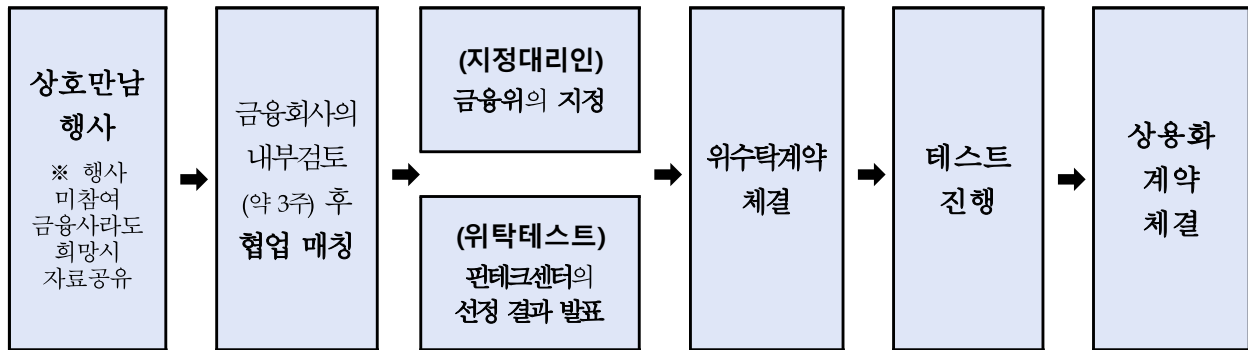 상호만남
행사
※ 행사
미참여
금융사라도
희망시
자료공유
금융회사의
내부검토
(약 3주) 후
협업 매칭
(지정대리인)
금융위의 지정
(위탁테스트)
핀테크센터의
선정 결과 발표
위수탁계약
체결
테스트
진행
상용화
계약
체결